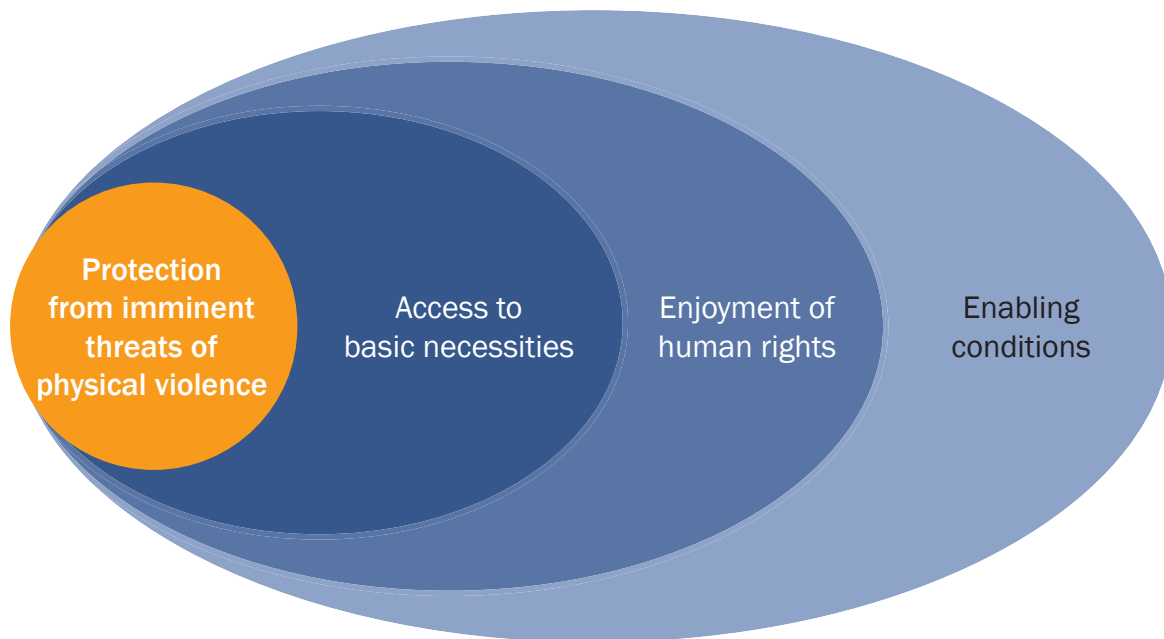 Protection
from imminent
threats of
physical violence
Access to
basic necessities
Enjoyment of
human rights
Enabling
conditions